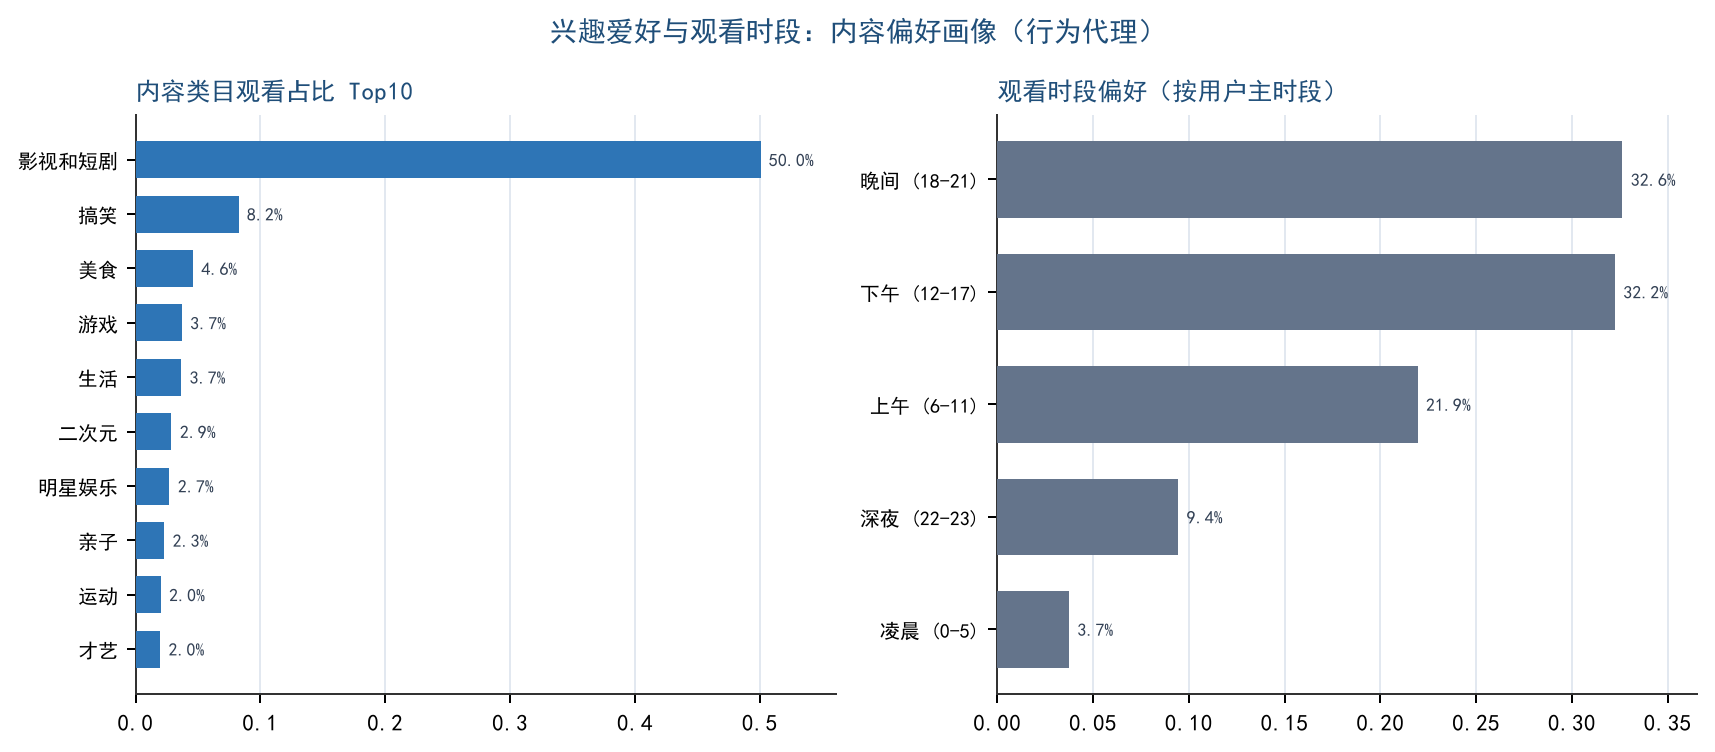 兴趣爱好与观看时段：内容偏好画像（行为代理）
内容类目观看占比 Top10
影视和短剧 50.0%
搞笑 8.2%
美食 4.6%
游戏 3.7%
生活 3.7%
二次元 2.9%
明星娱乐 2.7%
亲子 2.3%
运动 2.0%
才艺 2.0%
0.0 0.1 0.2 0.3 0.4 0.5
观看时段偏好（按用户主时段）
晚间 (18-21) 32.6%
下午 (12-17) 32.2%
上午 (6-11) 21.9%
深夜 (22-23) 9.4%
凌晨 (0-5) 3.7%
0.00 0.05 0.10 0.15 0.20 0.25 0.30 0.35